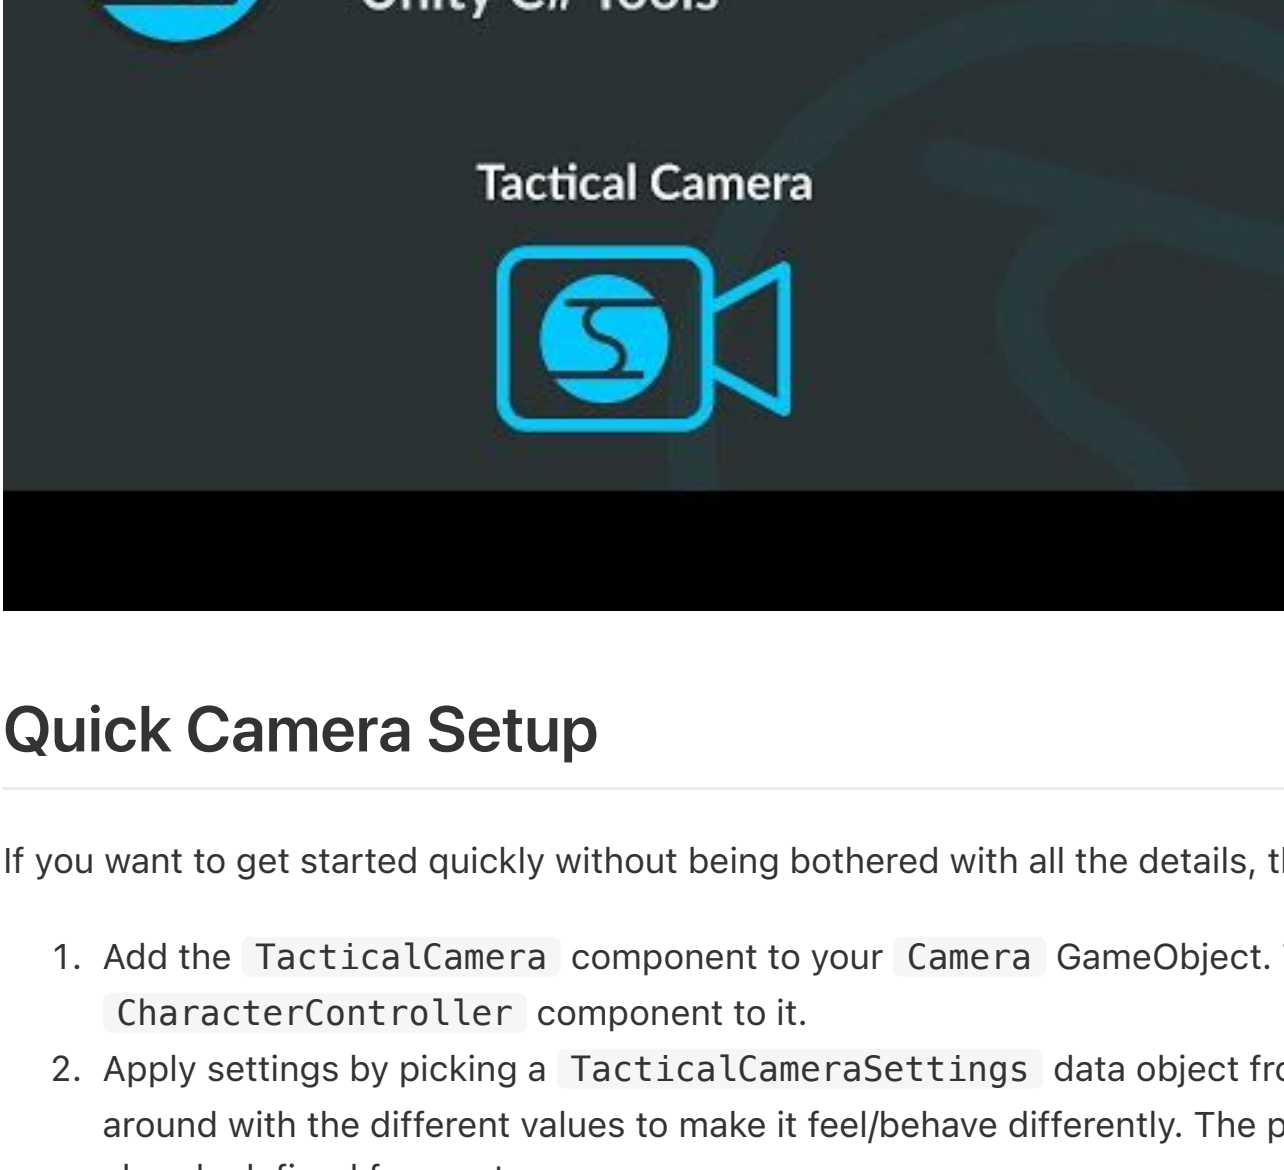 Unity C# Tools
Tactical Camera
Quick Camera Setup
If you want to get started quickly without being bothered with all the details,
1. Add the TacticalCamera component to your Camera GameObject.
CharacterController component to it.
2. Apply settings by picking a TacticalCameraSettings data object
around with the different values to make it feel/behave differently. The